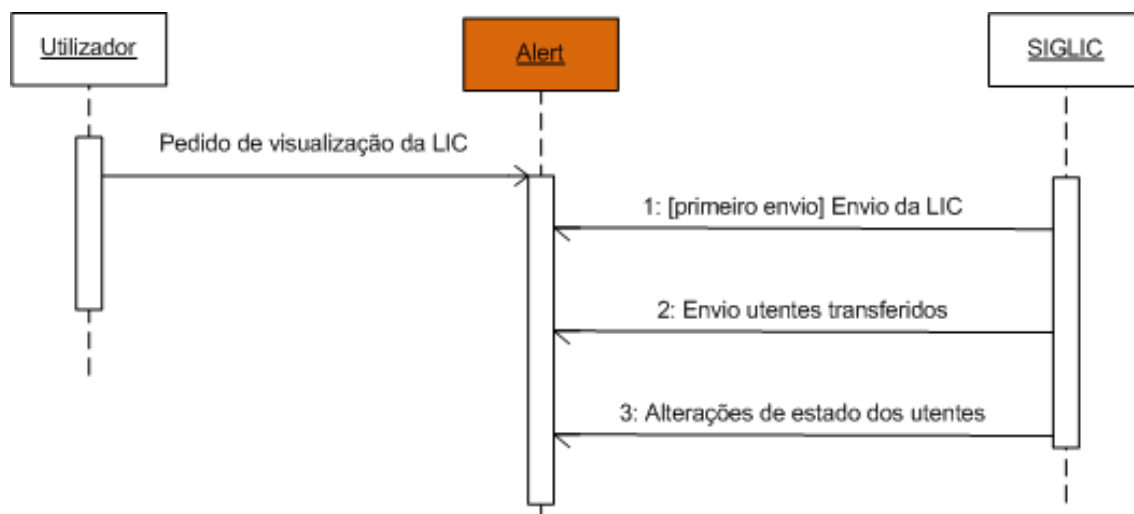 Utilizador
Alert
SIGLIC
Pedido de visualização da LIC
1: [primeiro envio] Envio da LIC
2: Envio utentes transferidos
3: Alterações de estado dos utentes